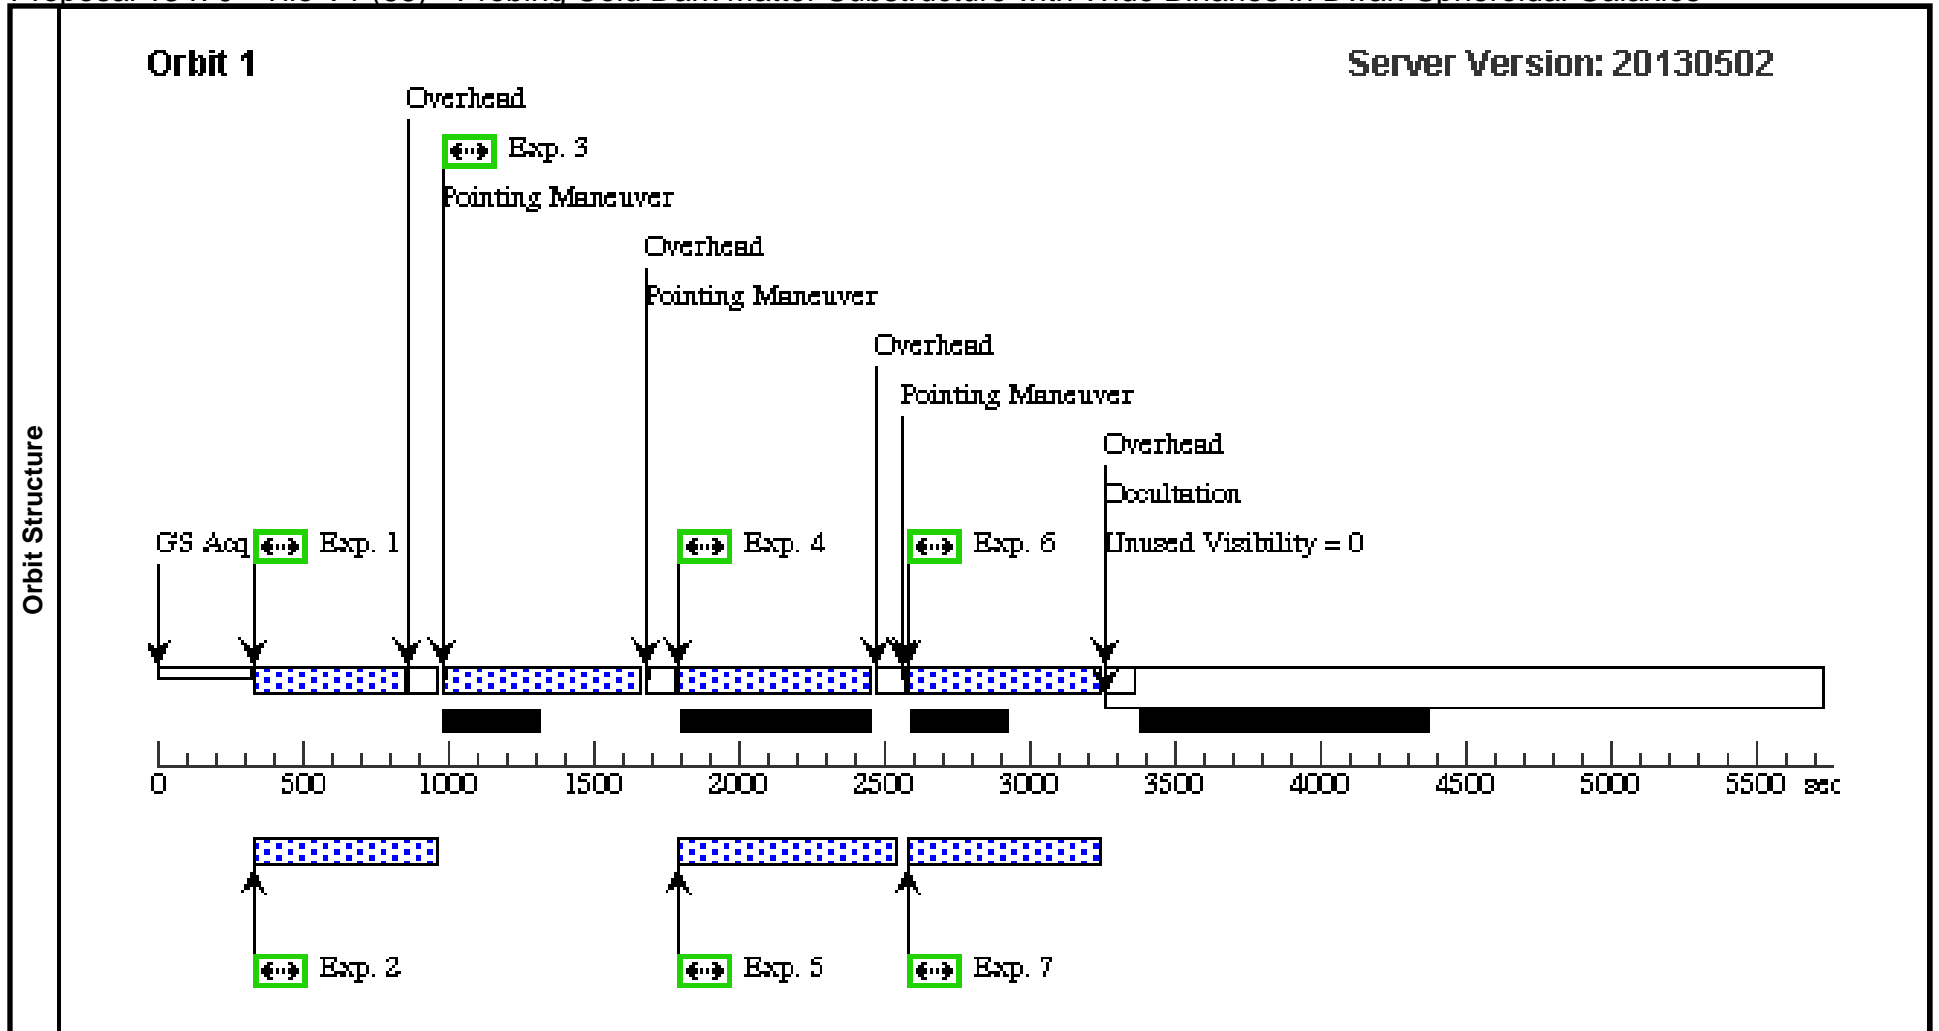 Orbit 1
Server Version: 20130502
Overhead
Exp. 3
Pointing Maneuver
Overhead
Pointing Maneuver
Overhead
Pointing Maneuver
Overhead
Occultation
Unused Visibility = 0
GS Acq
Exp. 1
Exp. 4
Exp. 6
Orbit Structure
0 500 1000 1500 2000 2500 3000 3500 4000 4500 5000 5500 sec
Exp. 2
Exp. 5
Exp. 7